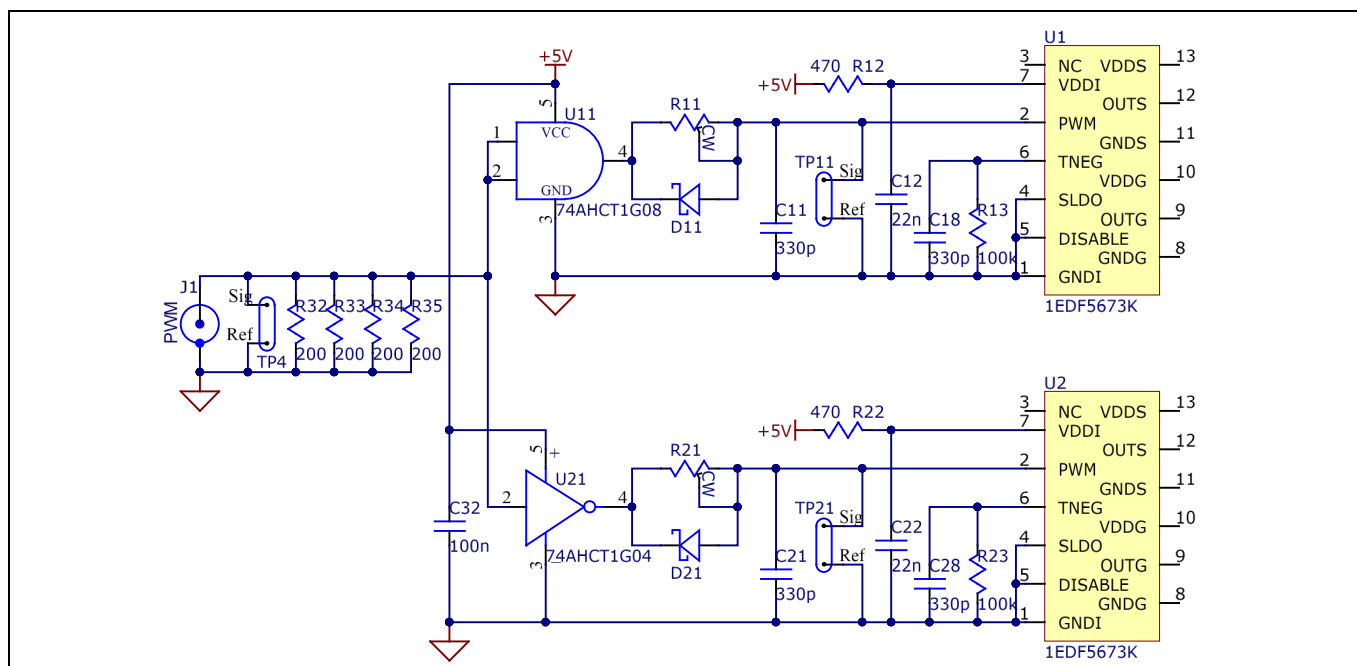 +5V
5
U11
VCC
1
2
4
GND
3
74AHCT1G08
R11
CW
D11
470 R12
+5V
TP11
Sig
Ref
C11
330p
C12
22n
C18
330p
R13
100k
U1
3 NC VDDS 13
7 VDDI
OUTS 12
2 PWM
GNDS 11
6 TNEG
VDDG 10
4 SLDO
OUTG 9
5 DISABLE
GNDG 8
1 GNDI
1EDF5673K
J1
PWM
Sig
Ref
TP4
R32 R33 R34 R35
200 200 200 200
5
+
U21
2
4
3
74AHCT1G04
C32
100n
R21
CW
D21
470 R22
+5V
TP21
Sig
Ref
C21
330p
C22
22n
C28
330p
R23
100k
U2
3 NC VDDS 13
7 VDDI
OUTS 12
2 PWM
GNDS 11
6 TNEG
VDDG 10
4 SLDO
OUTG 9
5 DISABLE
GNDG 8
1 GNDI
1EDF5673K